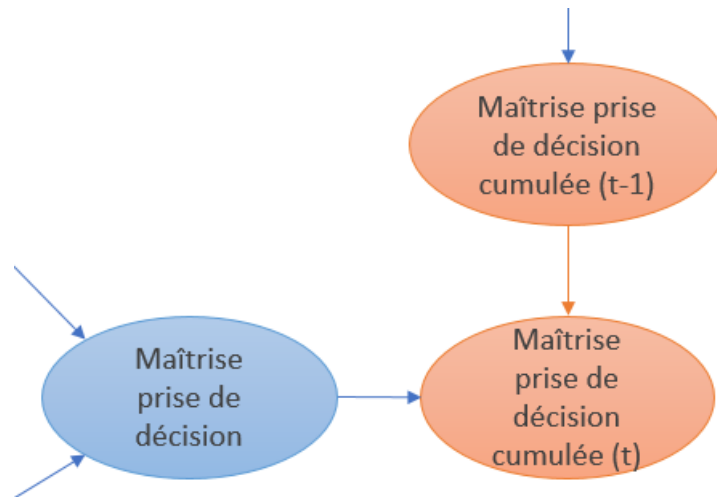 Maîtrise prise
de décision
cumulée (t-1)
Maîtrise
prise de
décision
Maîtrise
prise de
décision
cumulée (t)